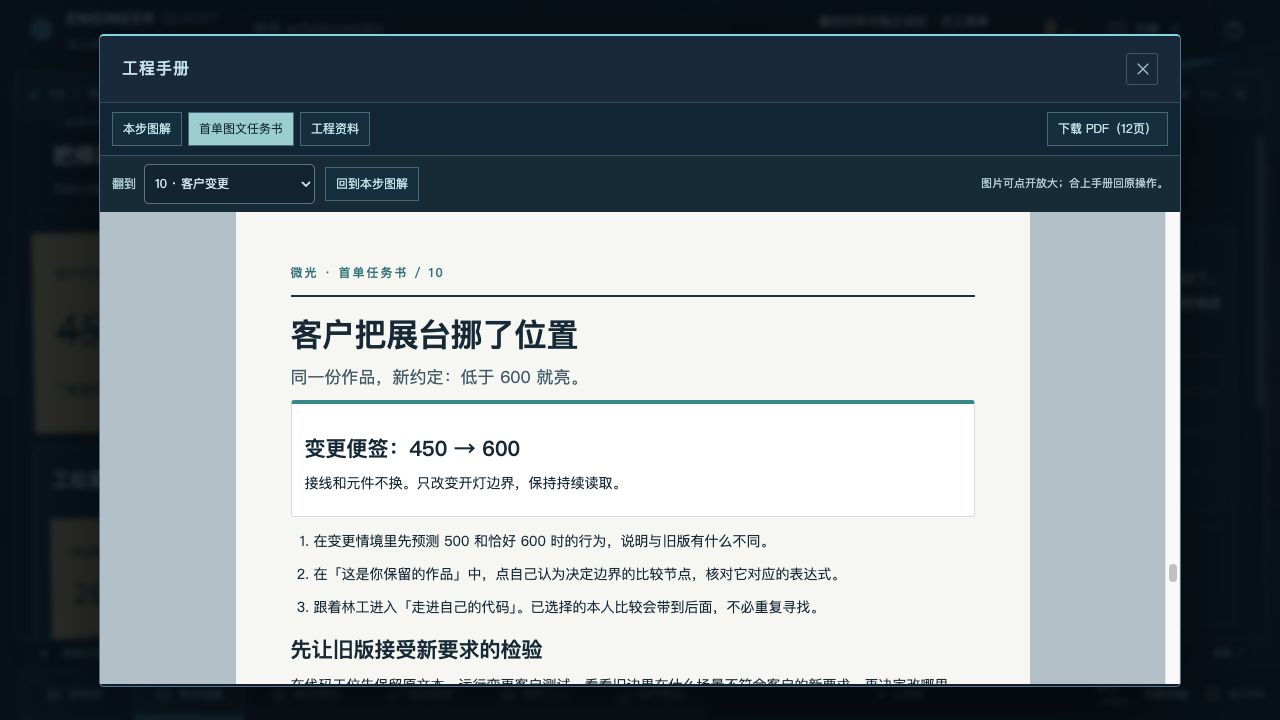 工程手册
本步图解
首单图文任务书
工程资料
下载 PDF（12页）
翻到
10 · 客户变更
回到本步图解
图片可点开放大；合上手册回原操作。
微光 · 首单任务书 / 10
客户把展台挪了位置
同一份作品，新约定：低于 600 就亮。
变更便签：450 → 600
接线和元件不换。只改变开灯边界，保持持续读取。
1. 在变更情境里先预测 500 和恰好 600 时的行为，说明与旧版有什么不同。
2. 在「这是你保留的作品」中，点自己认为决定边界的比较节点，核对它对应的表达式。
3. 跟着林工进入「走进自己的代码」。已选择的本人比较会带到后面，不必重复寻找。
先让旧版接受新要求的检验